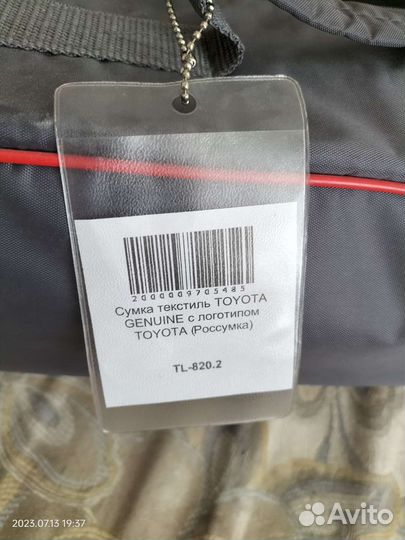 2000009705485
Сумка текстиль TOYOTA
GENUINE с логотипом
TOYOTA (Россумка)
TL-820.2
2023.07.13 19:37
Avito